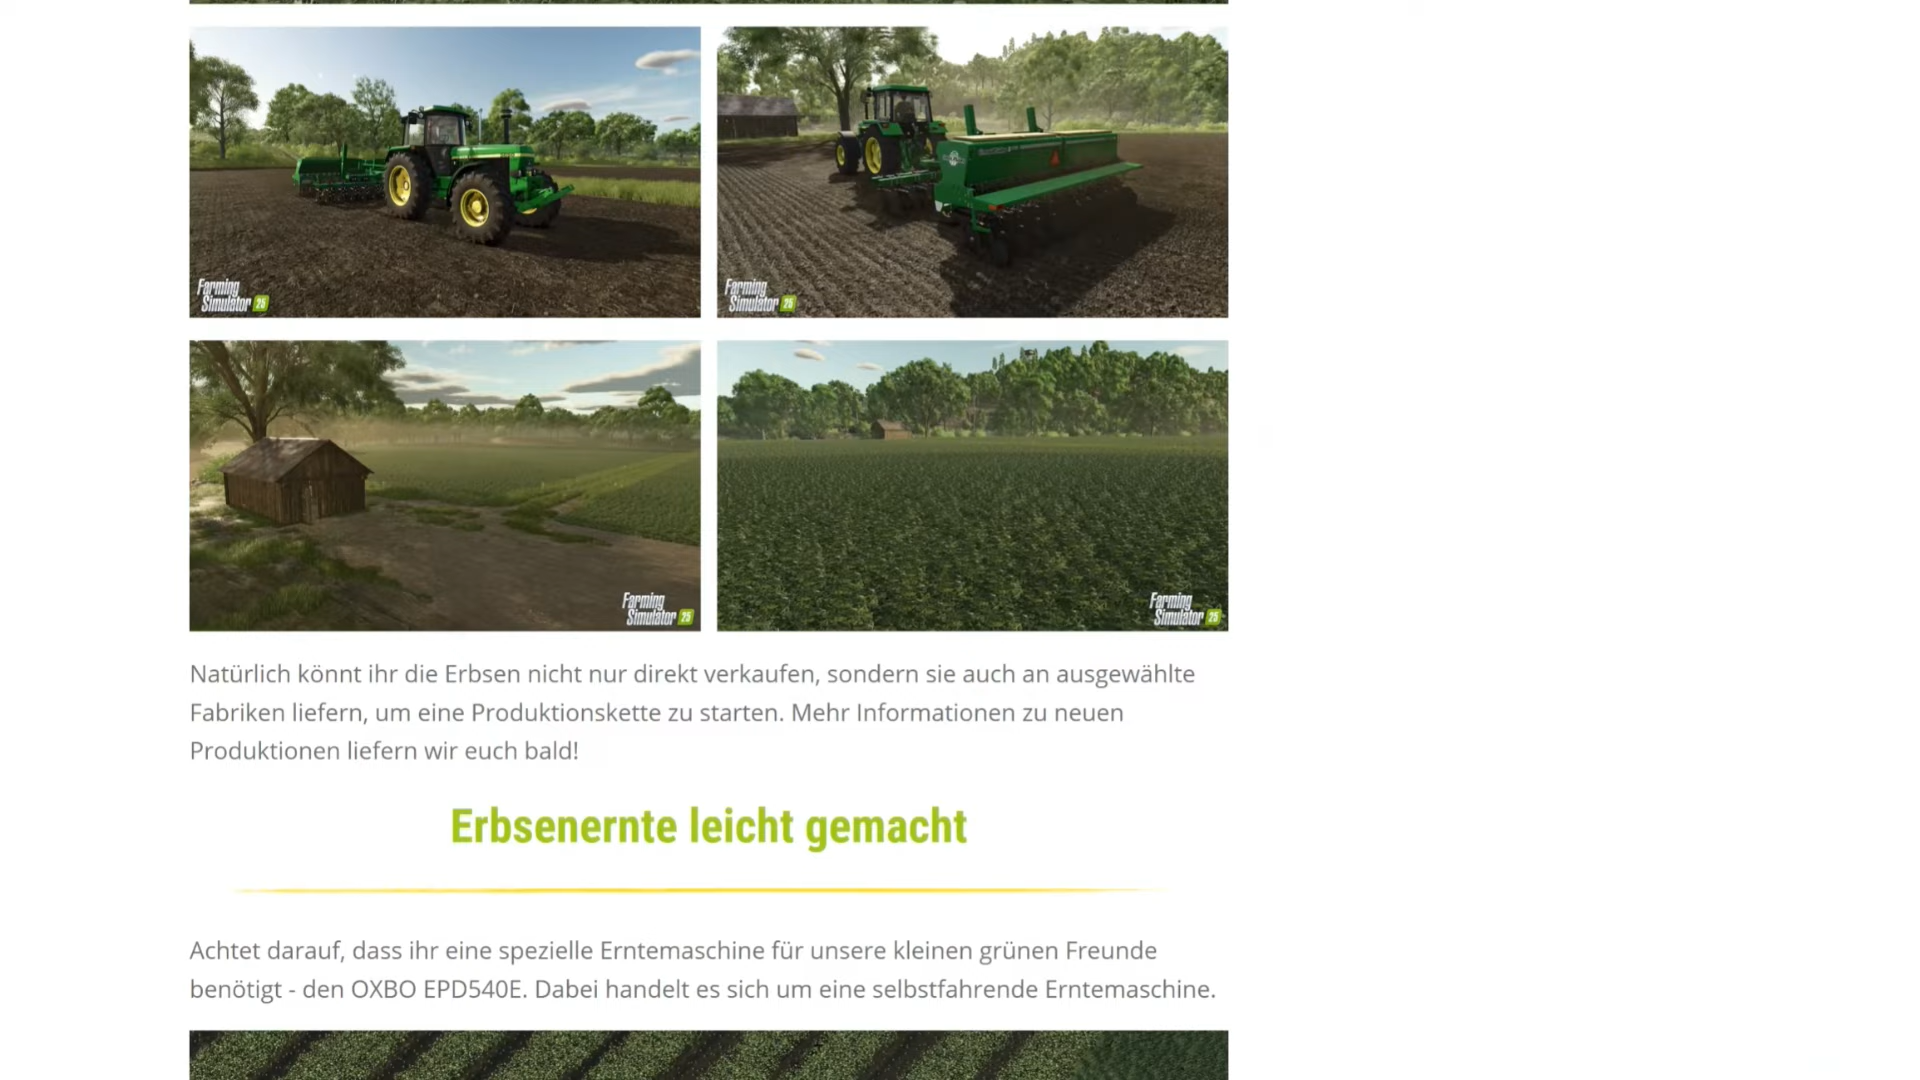 Farming
Simulator 25
Farming
Simulator 25
Farming
Simulator 25
Farming
Simulator 25
Natürlich könnt ihr die Erbsen nicht nur direkt verkaufen, sondern sie auch an ausgewählte
Fabriken liefern, um eine Produktionskette zu starten. Mehr Informationen zu neuen
Produktionen liefern wir euch bald!
Erbsenernte leicht gemacht
Achtet darauf, dass ihr eine spezielle Erntemaschine für unsere kleinen grünen Freunde
benötigt - den OXBO EPD540E. Dabei handelt es sich um eine selbstfahrende Erntemaschine.